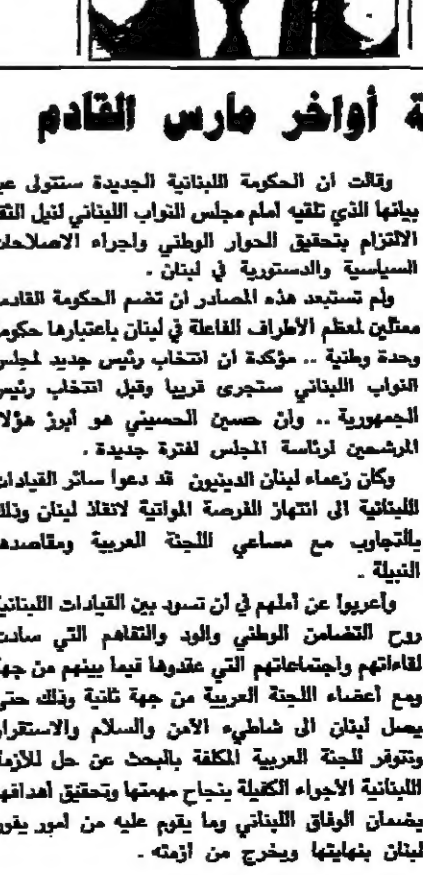 ة أواخر مارس القادم
وقالت ان الحكومة اللبنانية الجديدة ستتولى عبر
بيانها الذي تلقيه امام مجلس النواب اللبناني لنيل الثقة
الالتزام بتحقيق الحوار الوطني واجراء الاصلاحات
السياسية والدستورية في لبنان .
ولم تستبعد هذه المصادر ان تضم الحكومة القادمة
ممثلين لمعظم الأطراف الفاعلة في لبنان باعتبارها حكومة
وحدة وطنية .. مؤكدة ان انتخاب رئيس جديد لمجلس
النواب اللبناني ستجرى قريبا وقبل انتخاب رئيس
الجمهورية .. وان حسين الحسيني هو أبرز هؤلاء
المرشحين لرئاسة المجلس لفترة جديدة .
وكان زعماء لبنان الدينيون قد دعوا سائر القيادات
اللبنانية الى انتهاز الفرصة المواتية لانقاذ لبنان وذلك
بالتجاوب مع مساعي اللجنة العربية ومقاصدها
النبيلة .
وأعربوا عن أملهم في أن تسود بين القيادات اللبنانية
روح التضامن الوطني والود والتفاهم التي سادت
لقاءاتهم واجتماعاتهم التي عقدوها فيما بينهم من جهة
ومع اعضاء اللجنة العربية من جهة ثانية وذلك حتى
يصل لبنان الى شاطيء الأمن والسلام والاستقرار
وتتوفر للجنة العربية المكلفة بالبحث عن حل للأزمة
اللبنانية الأجواء الكفيلة بنجاح مهمتها وتحقيق أهدافها
بضمان الوفاق اللبناني وما يقوم عليه من امور يفوز
لبنان بنهايتها ويخرج من ازمته .